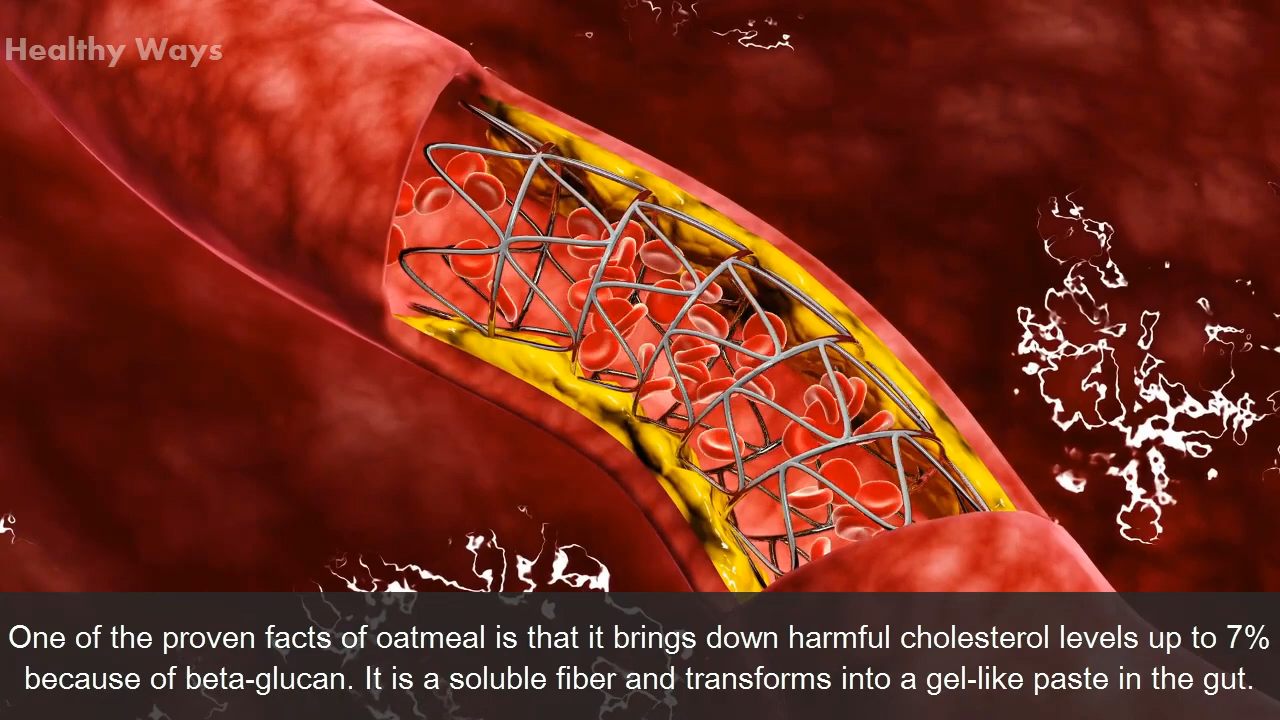 Healthy Ways
One of the proven facts of oatmeal is that it brings down harmful cholesterol levels up to 7%
because of beta-glucan. It is a soluble fiber and transforms into a gel-like paste in the gut.